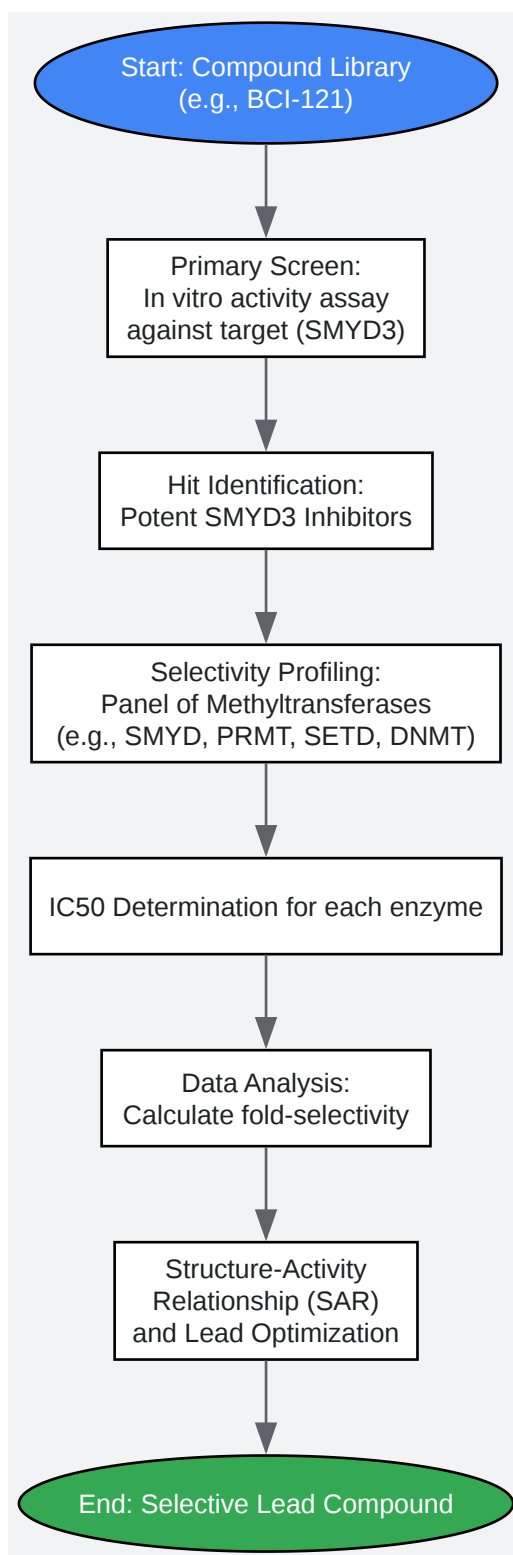 Start: Compound Library
(e.g., BCI-121)
Primary Screen:
In vitro activity assay
against target (SMYD3)
Hit Identification:
Potent SMYD3 Inhibitors
Selectivity Profiling:
Panel of Methyltransferases
(e.g., SMYD, PRMT, SETD, DNMT)
IC50 Determination for each enzyme
Data Analysis:
Calculate fold-selectivity
Structure-Activity
Relationship (SAR)
and Lead Optimization
End: Selective Lead Compound